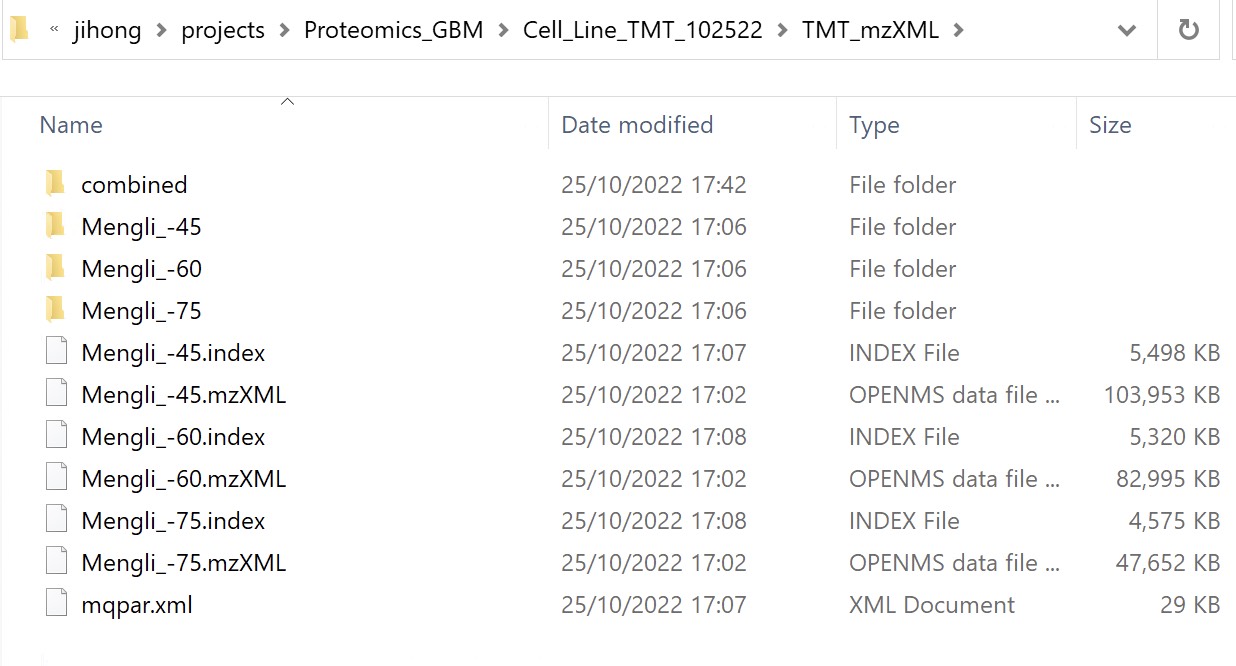 « jihong > projects > Proteomics_GBM > Cell_Line_TMT_102522 > TMT_mzXML >
Name Date modified Type Size
combined 25/10/2022 17:42 File folder
Mengli_-45 25/10/2022 17:06 File folder
Mengli_-60 25/10/2022 17:06 File folder
Mengli_-75 25/10/2022 17:06 File folder
Mengli_-45.index 25/10/2022 17:07 INDEX File 5,498 KB
Mengli_-45.mzXML 25/10/2022 17:02 OPENMS data file ... 103,953 KB
Mengli_-60.index 25/10/2022 17:08 INDEX File 5,320 KB
Mengli_-60.mzXML 25/10/2022 17:02 OPENMS data file ... 82,995 KB
Mengli_-75.index 25/10/2022 17:08 INDEX File 4,575 KB
Mengli_-75.mzXML 25/10/2022 17:02 OPENMS data file ... 47,652 KB
mqpar.xml 25/10/2022 17:07 XML Document 29 KB